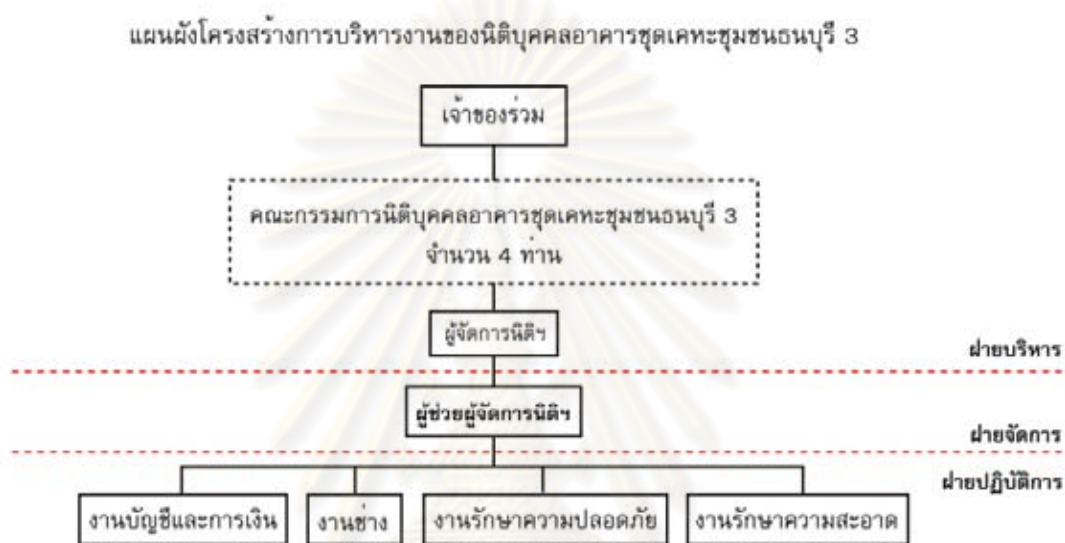 แผนผังโครงสร้างการบริหารงานของนิติบุคคลอาคารชุดเคหะชุมชนธนบุรี 3
เจ้าของร่วม
คณะกรรมการนิติบุคคลอาคารชุดเคหะชุมชนธนบุรี 3
จำนวน 4 ท่าน
ผู้จัดการนิติฯ
ฝ่ายบริหาร
ผู้ช่วยผู้จัดการนิติฯ
ฝ่ายจัดการ
ฝ่ายปฏิบัติการ
งานบัญชีและการเงิน
งานช่าง
งานรักษาความปลอดภัย
งานรักษาความสะอาด